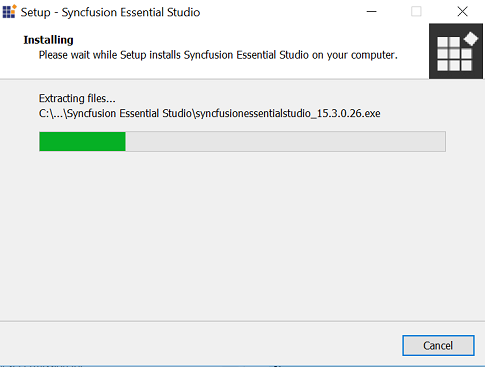 Setup - Syncfusion Essential Studio
Installing
Please wait while Setup installs Syncfusion Essential Studio on your computer.
Extracting files...
C:\...\Syncfusion Essential Studio\syncfusionessentialstudio_15.3.0.26.exe
Cancel